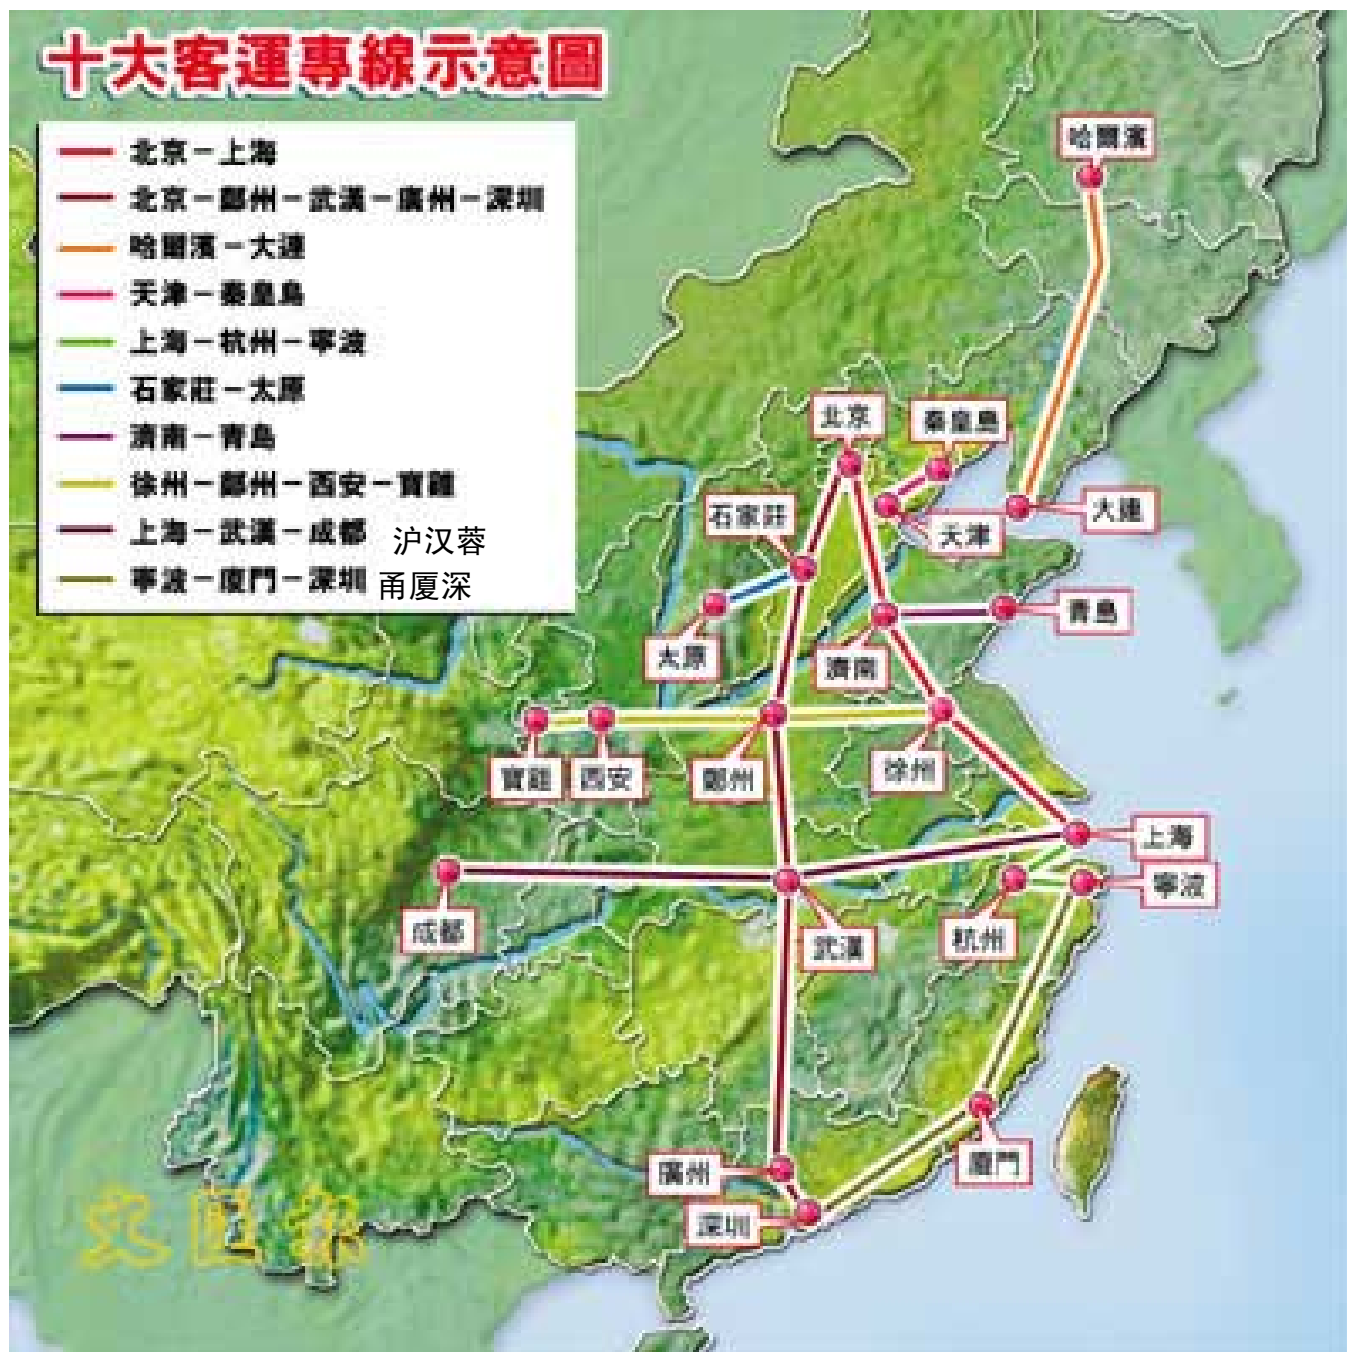 十大客運專線示意圖
北京－上海
北京－鄭州－武漢－廣州－深圳
哈爾濱－大連
天津－秦皇島
上海－杭州－寧波
石家莊－太原
濟南－青島
徐州－鄭州－西安－寶雞
上海－武漢－成都 沪汉蓉
寧波－廈門－深圳 甬厦深
哈爾濱
北京
秦皇島
石家莊
天津
大連
太原
濟南
青島
寶雞
西安
鄭州
徐州
上海
寧波
成都
武漢
杭州
廣州
廈門
深圳
文匯報